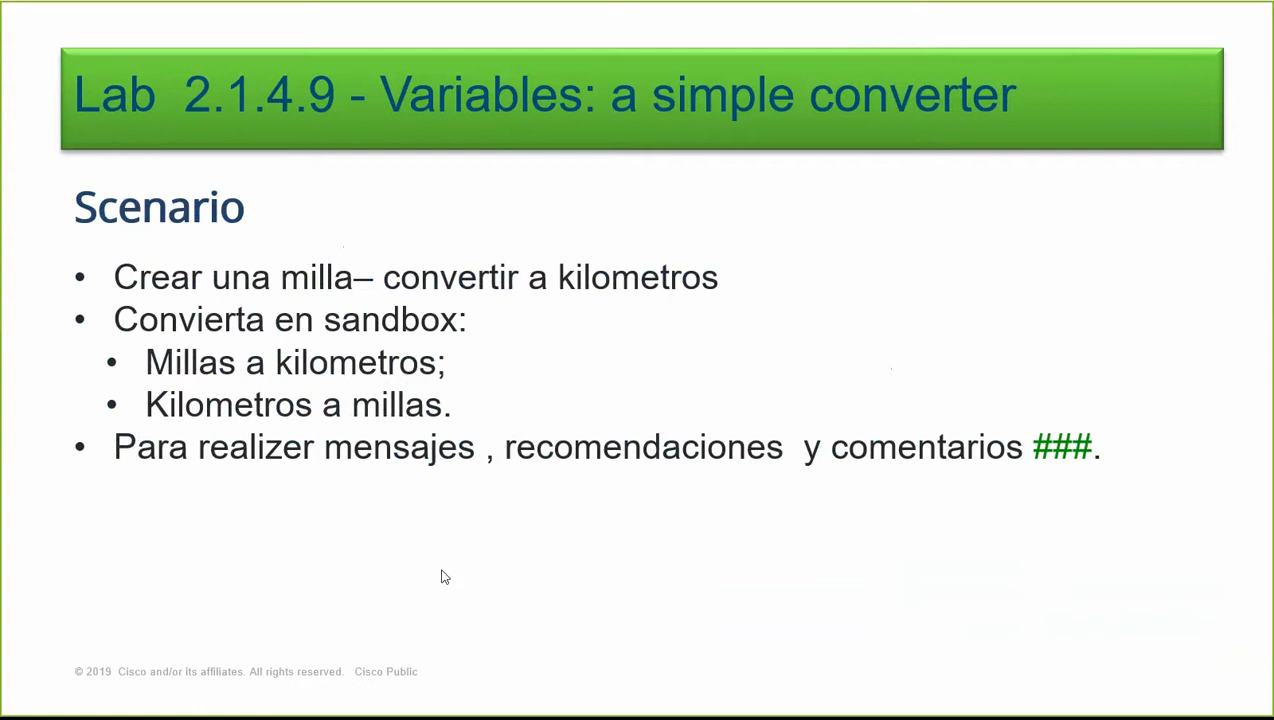 Lab 2.1.4.9 - Variables: a simple converter
Scenario
• Crear una milla– convertir a kilometros
• Convierta en sandbox:
• Millas a kilometros;
• Kilometros a millas.
• Para realizer mensajes , recomendaciones y comentarios ###.
© 2019 Cisco and/or its affiliates. All rights reserved. Cisco Public